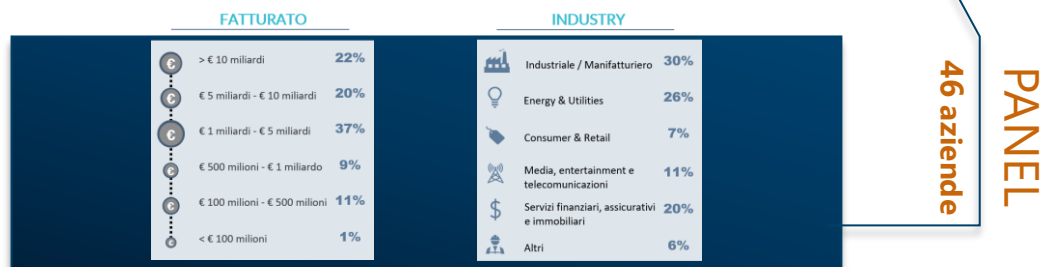 FATTURATO
> € 10 miliardi 22%
€ 5 miliardi - € 10 miliardi 20%
€ 1 miliardi - € 5 miliardi 37%
€ 500 milioni - € 1 miliardo 9%
€ 100 milioni - € 500 milioni 11%
< € 100 milioni 1%
INDUSTRY
Industriale / Manifatturiero 30%
Energy & Utilities 26%
Consumer & Retail 7%
Media, entertainment e
telecomunicazioni 11%
Servizi finanziari, assicurativi
e immobiliari 20%
Altri 6%
PANEL
46 aziende